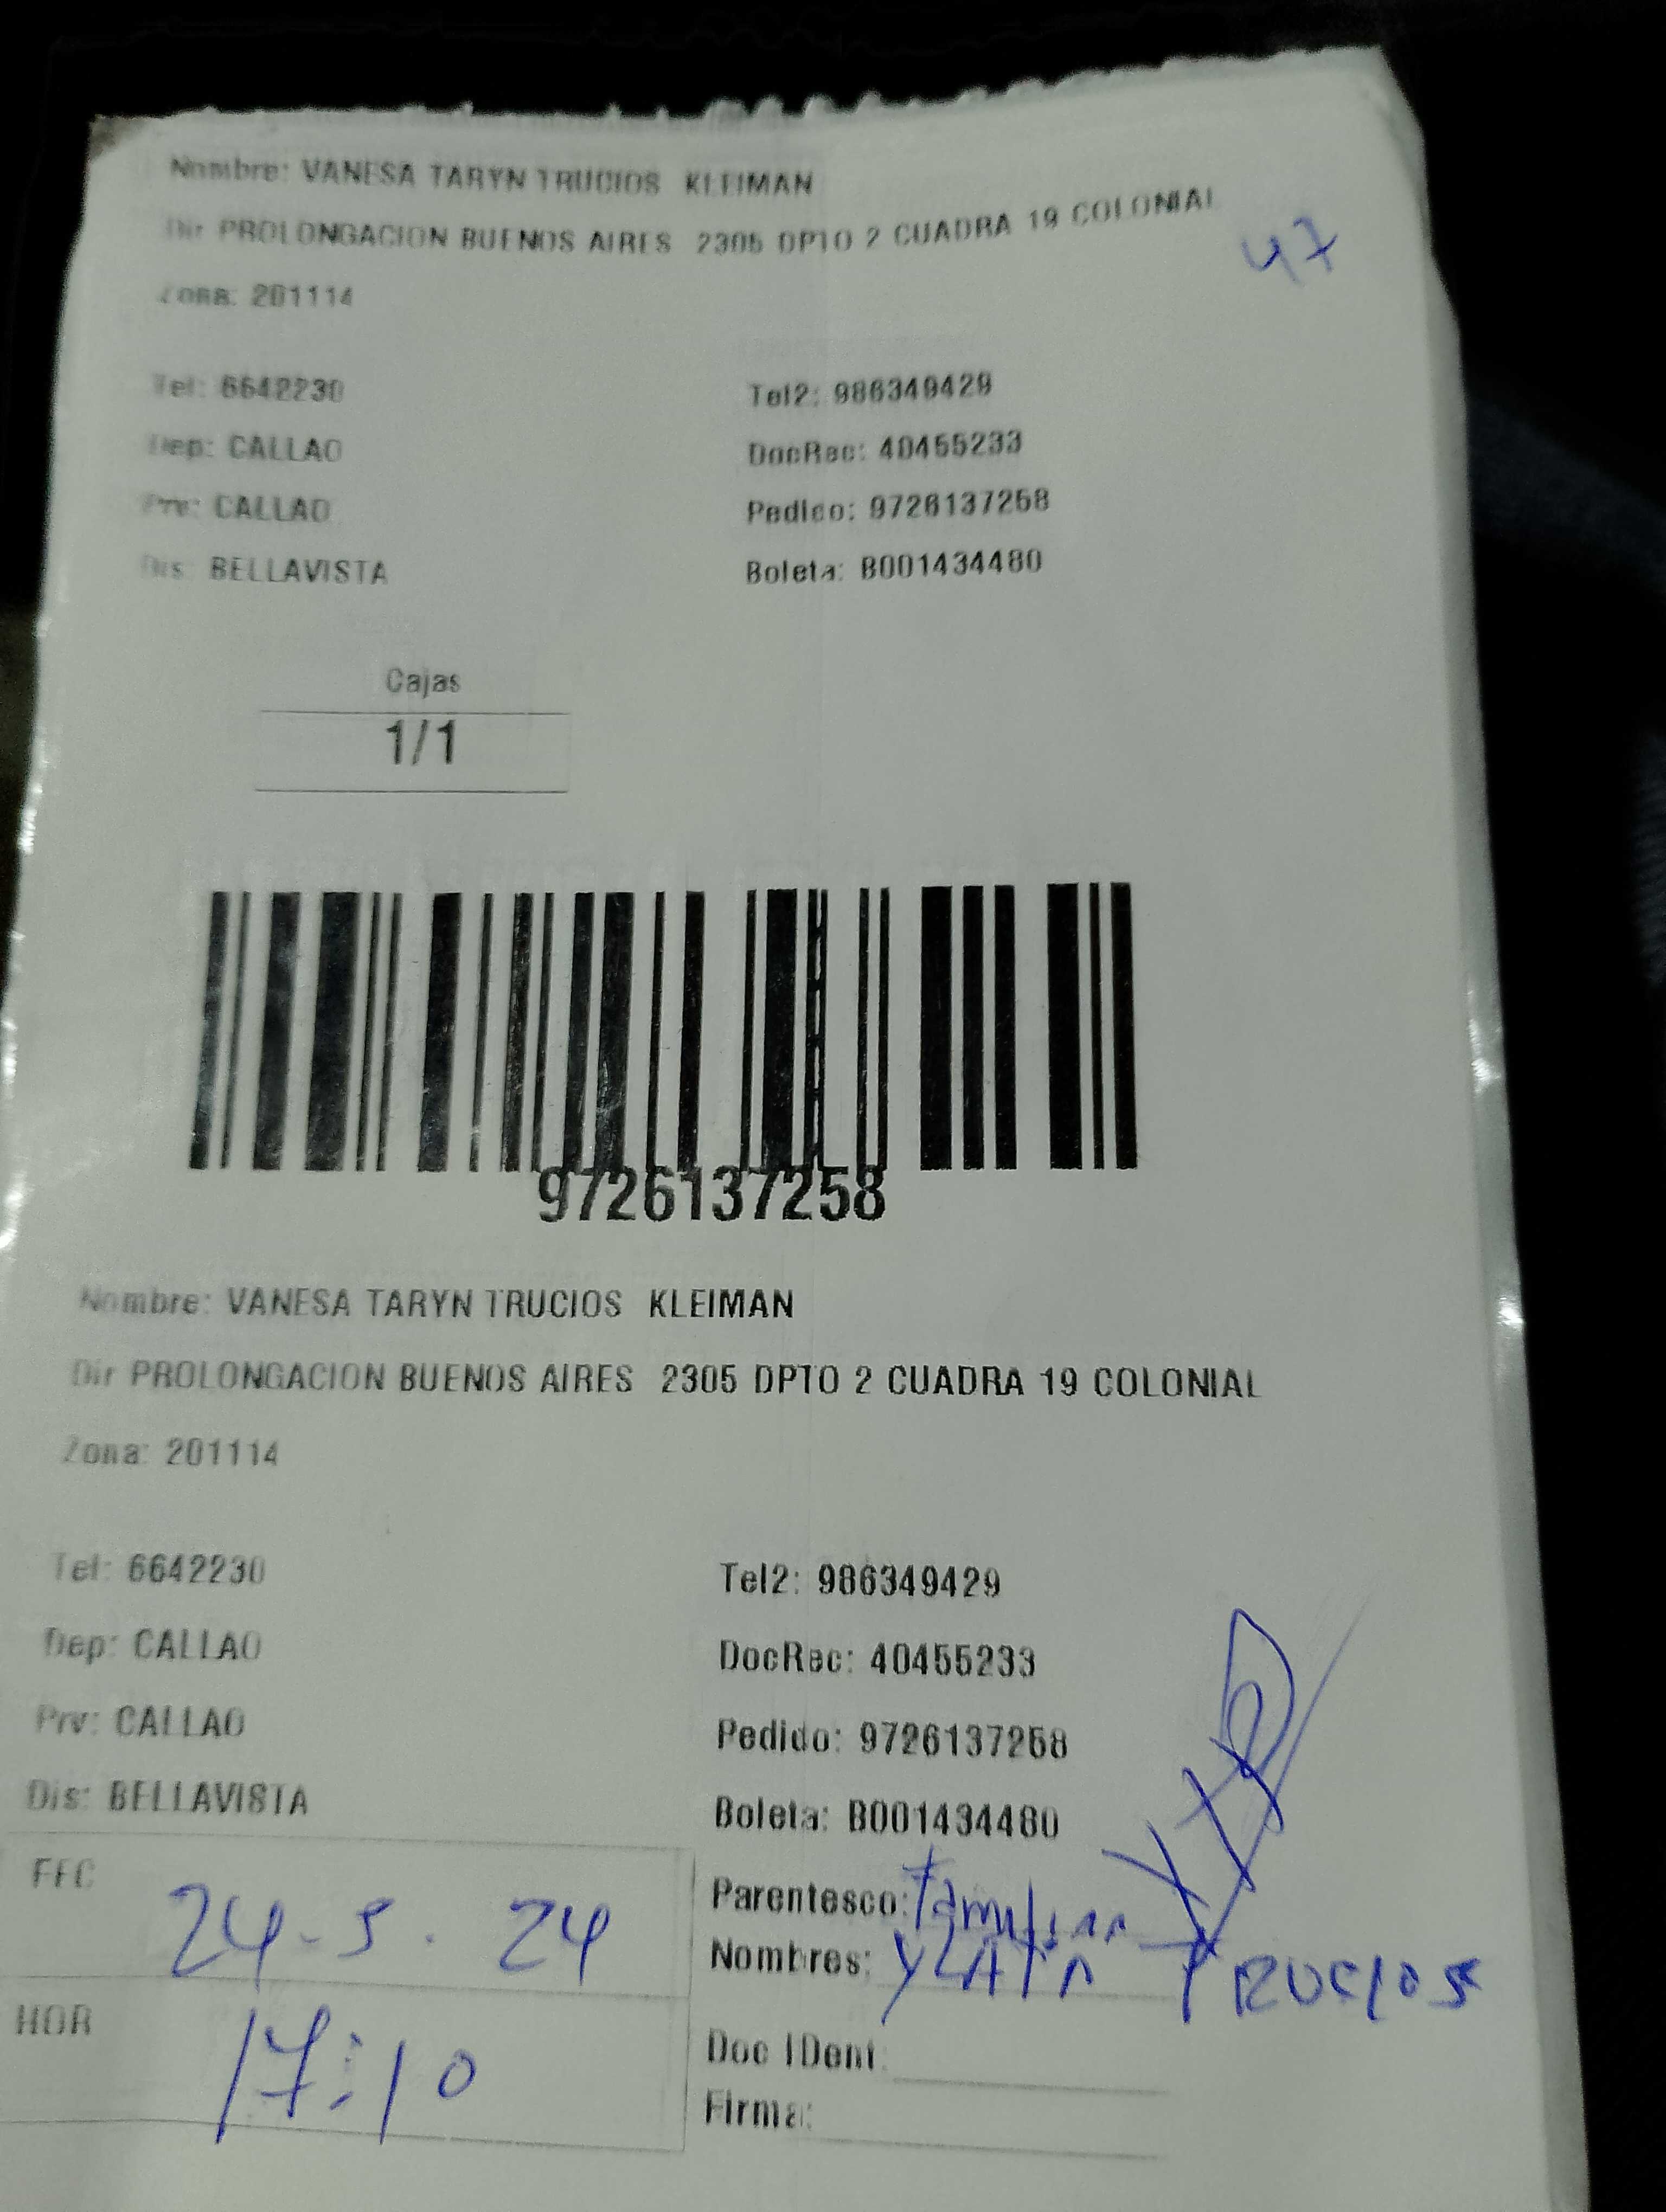 Nombre: VANESA TARYN TRUCIOS KLEIMAN
Dir PROLONGACION BUENOS AIRES 2305 DPTO 2 CUADRA 19 COLONIAL
47
Zona: 201114
Tel: 6642230 Tel2: 986349429
Dep: CALLAO DocRec: 40455233
Prv: CALLAO Pedido: 9726137258
Dis: BELLAVISTA Boleta: B001434480
Cajas
1/1
9726137258
Nombre: VANESA TARYN TRUCIOS KLEIMAN
Dir PROLONGACION BUENOS AIRES 2305 DPTO 2 CUADRA 19 COLONIAL
Zona: 201114
Tel: 6642230 Tel2: 986349429
Dep: CALLAO DocRec: 40455233
Prv: CALLAO Pedido: 9726137258
Dis: BELLAVISTA Boleta: B001434480
FEC 24-5.24 Parentesco: Familiar
Nombres: TRUCIOS
HOR 17:10 Doc IDent:
Firma: